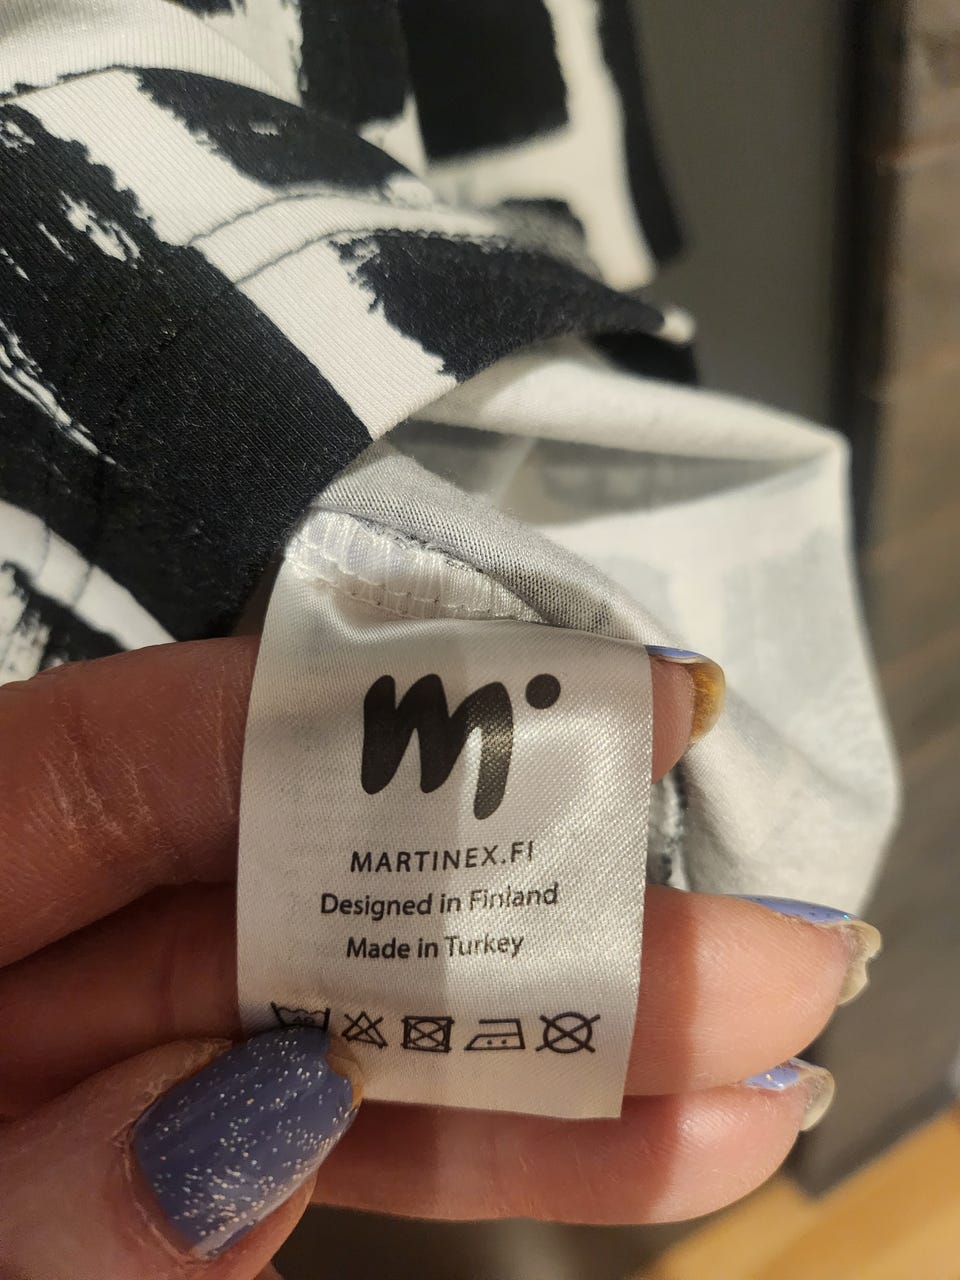 m
MARTINEX.FI
Designed in Finland
Made in Turkey